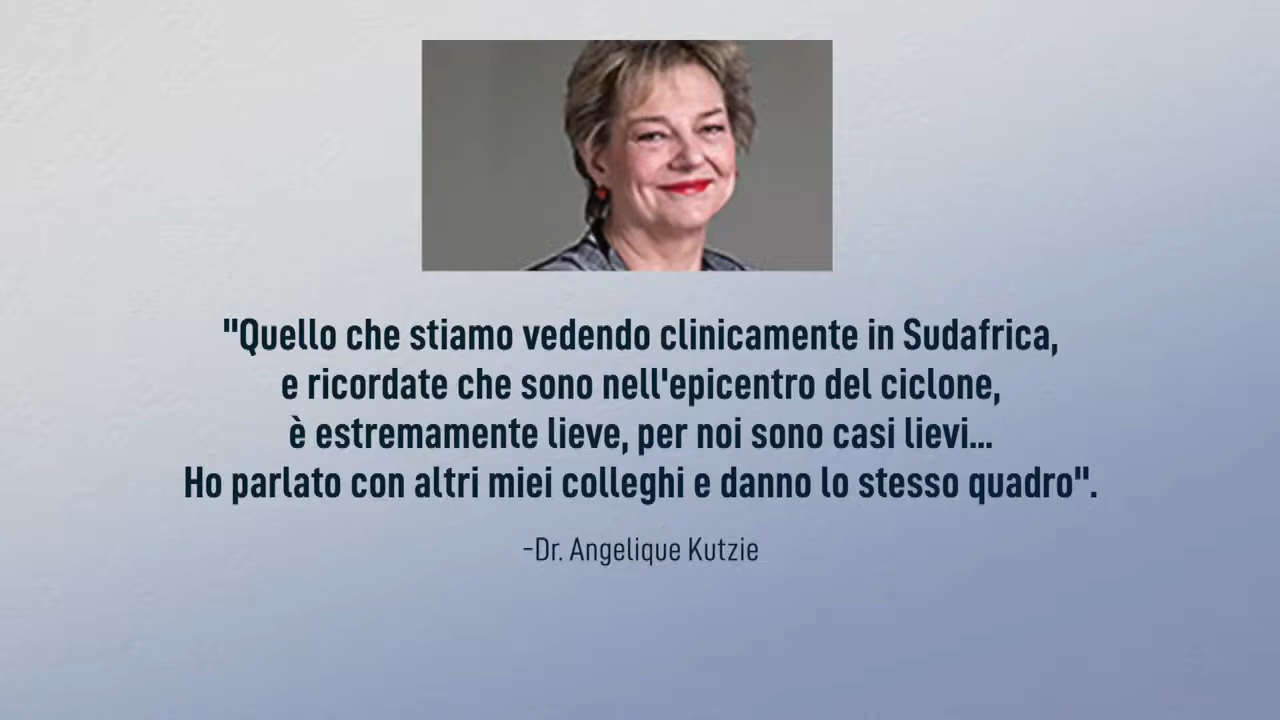 "Quello che stiamo vedendo clinicamente in Sudafrica,
e ricordate che sono nell'epicentro del ciclone,
è estremamente lieve, per noi sono casi lievi...
Ho parlato con altri miei colleghi e danno lo stesso quadro".
-Dr. Angelique Kutzie